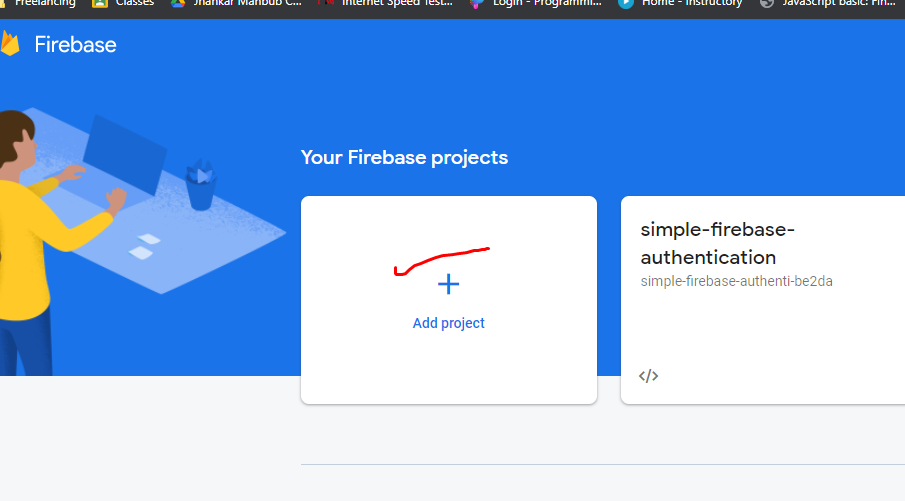 Freelancing Classes Jhankar Mahbub C... Internet Speed Test... Login - Programmi... Home - Instructory JavaScript basic: Fin...
Firebase
Your Firebase projects
Add project
simple-firebase-
authentication
simple-firebase-authenti-be2da
</>